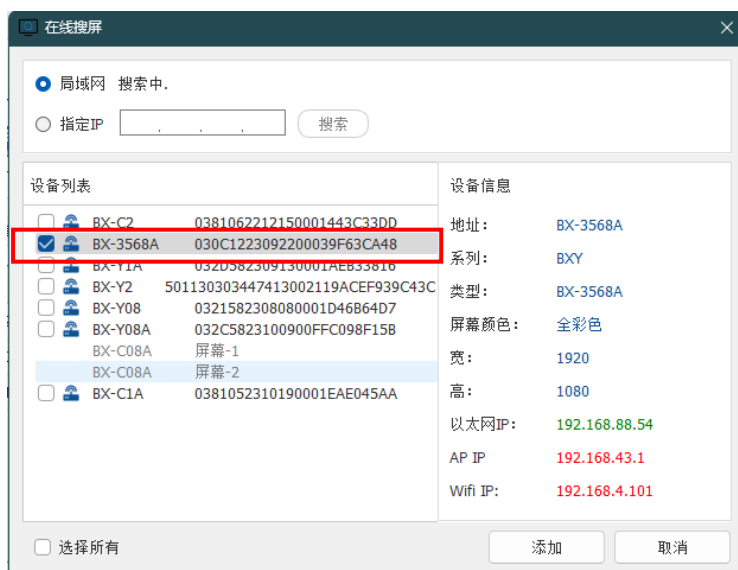 在线搜屏
局域网 搜索中.
指定IP . . . 搜索
设备列表
BX-C2 0381062212150001443C33DD
BX-3568A 030C1223092200039F63CA48
BX-Y1A 032D582309130001AEB33816
BX-Y2 501130303447413002119ACEF939C43C
BX-Y08 0321582308080001D46B64D7
BX-Y08A 032C5823100900FFC098F15B
BX-C08A 屏幕-1
BX-C08A 屏幕-2
BX-C1A 0381052310190001EAE045AA
选择所有
设备信息
地址: BX-3568A
系列: BXY
类型: BX-3568A
屏幕颜色: 全彩色
宽: 1920
高: 1080
以太网IP: 192.168.88.54
AP IP 192.168.43.1
Wifi IP: 192.168.4.101
添加 取消